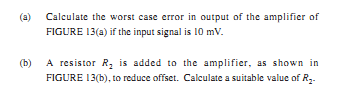 (a) Calculate the worst case error in output of the amplifier of
FIGURE 13(a) if the input signal is 10 mV.
(b) A resistor R₂ is added to the amplifier, as shown in
FIGURE 13(b), to reduce offset. Calculate a suitable value of R₂.